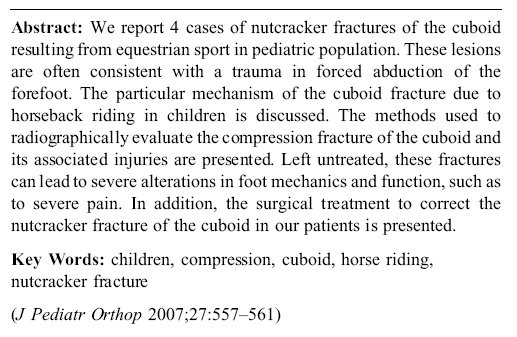 Abstract: We report 4 cases of nutcracker fractures of the cuboid
resulting from equestrian sport in pediatric population. These lesions
are often consistent with a trauma in forced abduction of the
forefoot. The particular mechanism of the cuboid fracture due to
horseback riding in children is discussed. The methods used to
radiographically evaluate the compression fracture of the cuboid and
its associated injuries are presented. Left untreated, these fractures
can lead to severe alterations in foot mechanics and function, such as
to severe pain. In addition, the surgical treatment to correct the
nutcracker fracture of the cuboid in our patients is presented.
Key Words: children, compression, cuboid, horse riding,
nutcracker fracture
(J Pediatr Orthop 2007;27:557–561)